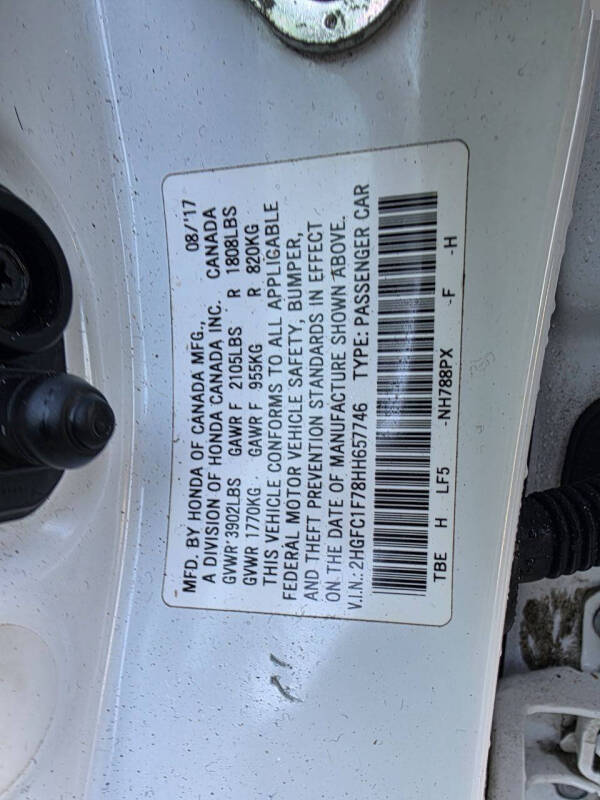 MFD. BY HONDA OF CANADA MFG., 08/'17
A DIVISION OF HONDA CANADA INC. CANADA
GVWR 3902LBS GAWR F 2105LBS R 1808LBS
GVWR 1770KG GAWR F 955KG R 820KG
THIS VEHICLE CONFORMS TO ALL APPLICABLE
FEDERAL MOTOR VEHICLE SAFETY, BUMPER,
AND THEFT PREVENTION STANDARDS IN EFFECT
ON THE DATE OF MANUFACTURE SHOWN ABOVE.
V.I.N.: 2HGFC1F78HH657746 TYPE: PASSENGER CAR
TBE H LF5 -NH788PX -F -H